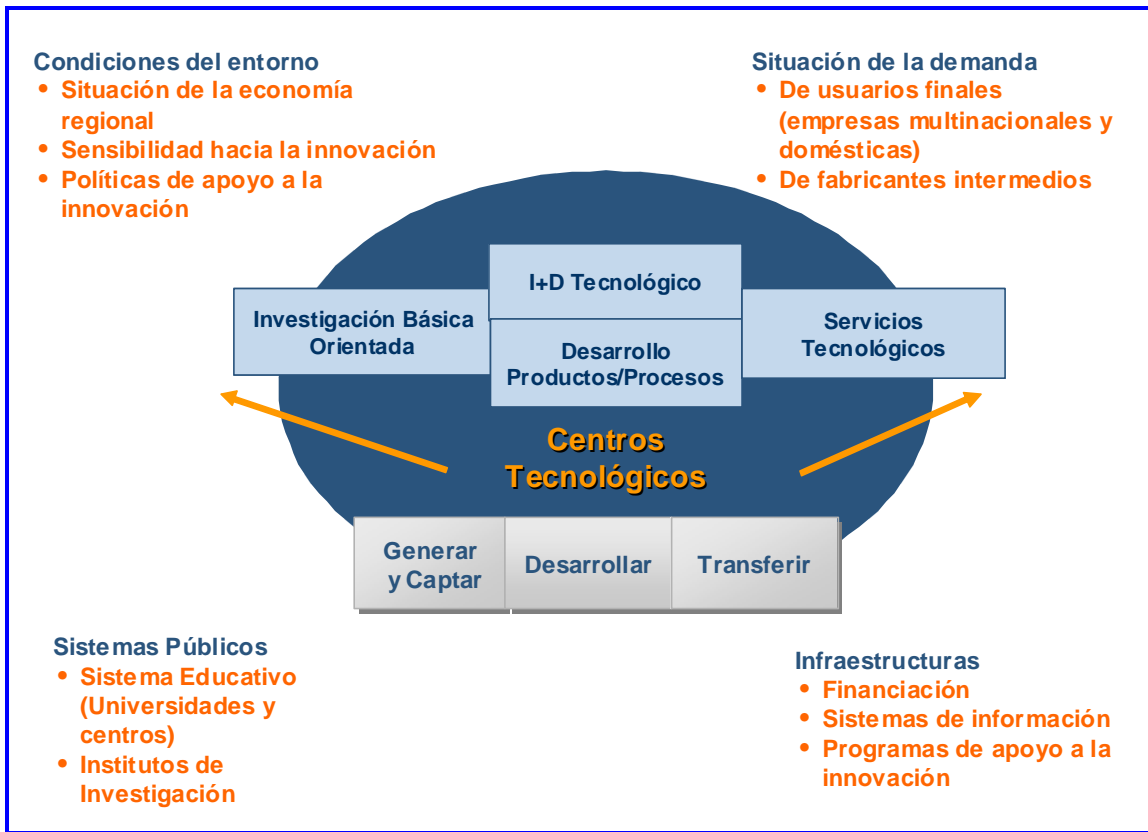 Condiciones del entorno
• Situación de la economía
regional
• Sensibilidad hacia la innovación
• Políticas de apoyo a la
innovación
Situación de la demanda
• De usuarios finales
(empresas multinacionales y
domésticas)
• De fabricantes intermedios
I+D Tecnológico
Investigación Básica
Orientada
Desarrollo
Productos/Procesos
Servicios
Tecnológicos
Centros
Tecnológicos
Generar
y Captar
Desarrollar
Transferir
Sistemas Públicos
• Sistema Educativo
(Universidades y
centros)
• Institutos de
Investigación
Infraestructuras
• Financiación
• Sistemas de información
• Programas de apoyo a la
innovación